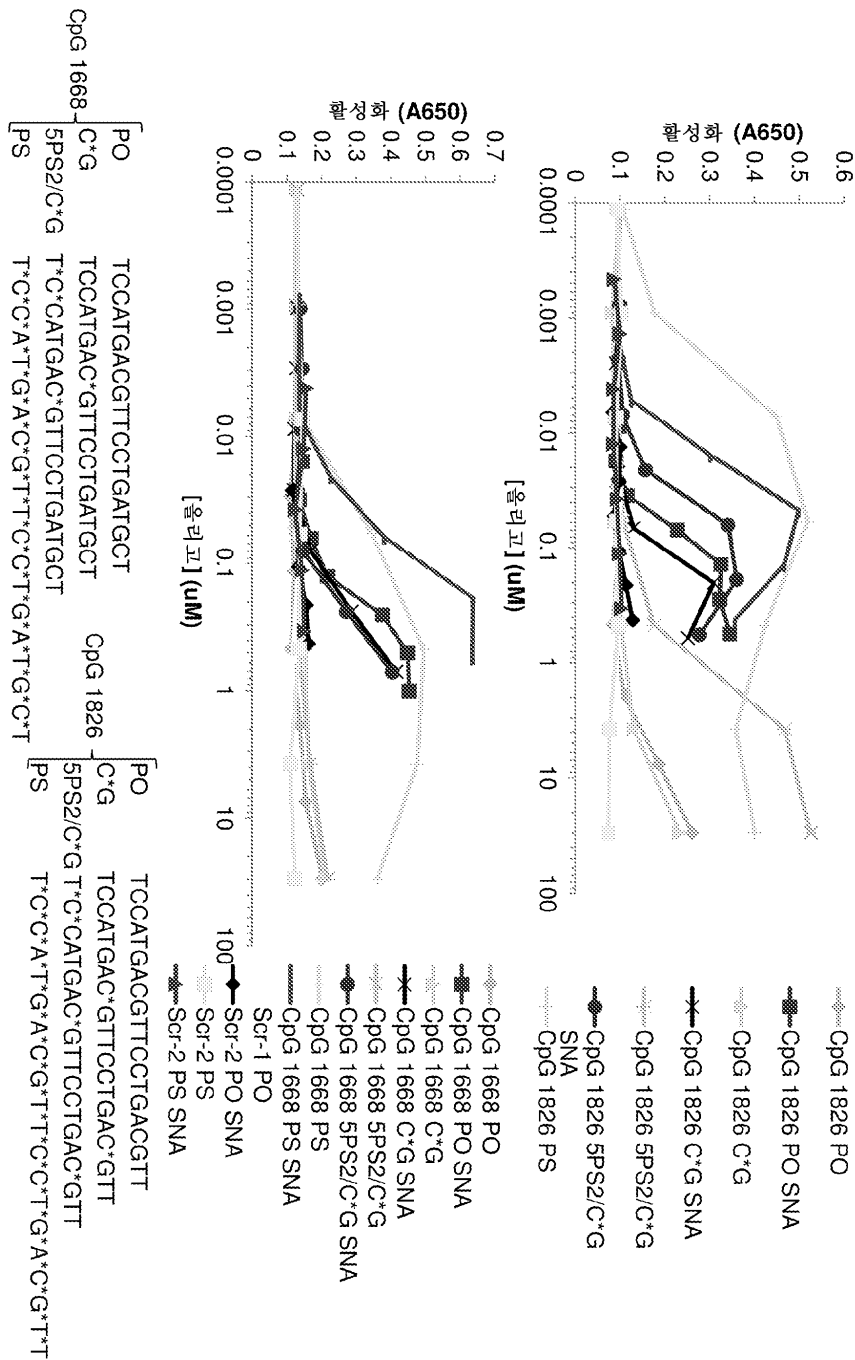 활성화 (A650)
0.6
0.5
0.4
0.3
0.2
0.1
0
0.0001
0.001
0.01
0.1
1
10
100
[올리고] (uM)
CpG 1826 PO
CpG 1826 PO SNA
CpG 1826 C*G
CpG 1826 C*G SNA
CpG 1826 5PS2/C*G
CpG 1826 5PS2/C*G
SNA
CpG 1826 PS
활성화 (A650)
0.7
0.6
0.5
0.4
0.3
0.2
0.1
0
0.0001
0.001
0.01
0.1
1
10
100
[올리고] (uM)
CpG 1668 PO
CpG 1668 PO SNA
CpG 1668 C*G
CpG 1668 C*G SNA
CpG 1668 5PS2/C*G
CpG 1668 5PS2/C*G SNA
CpG 1668 PS
CpG 1668 PS SNA
Scr-1 PO
Scr-2 PO SNA
Scr-2 PS
Scr-2 PS SNA
CpG 1668
PO TCCATGACGTTCCTGATGCT
C*G TCCATGAC*GTTCCTGATGCT
5PS2/C*G T*C*CATGAC*GTTCCTGATGCT
PS T*C*C*A*T*G*A*C*G*T*T*C*C*T*G*A*T*G*C*T
CpG 1826
PO TCCATGACGTTCCTGACGTT
C*G TCCATGAC*GTTCCTGAC*GTT
5PS2/C*G T*C*CATGAC*GTTCCTGAC*GTT
PS T*C*C*A*T*G*A*C*G*T*T*C*C*T*G*A*C*G*T*T